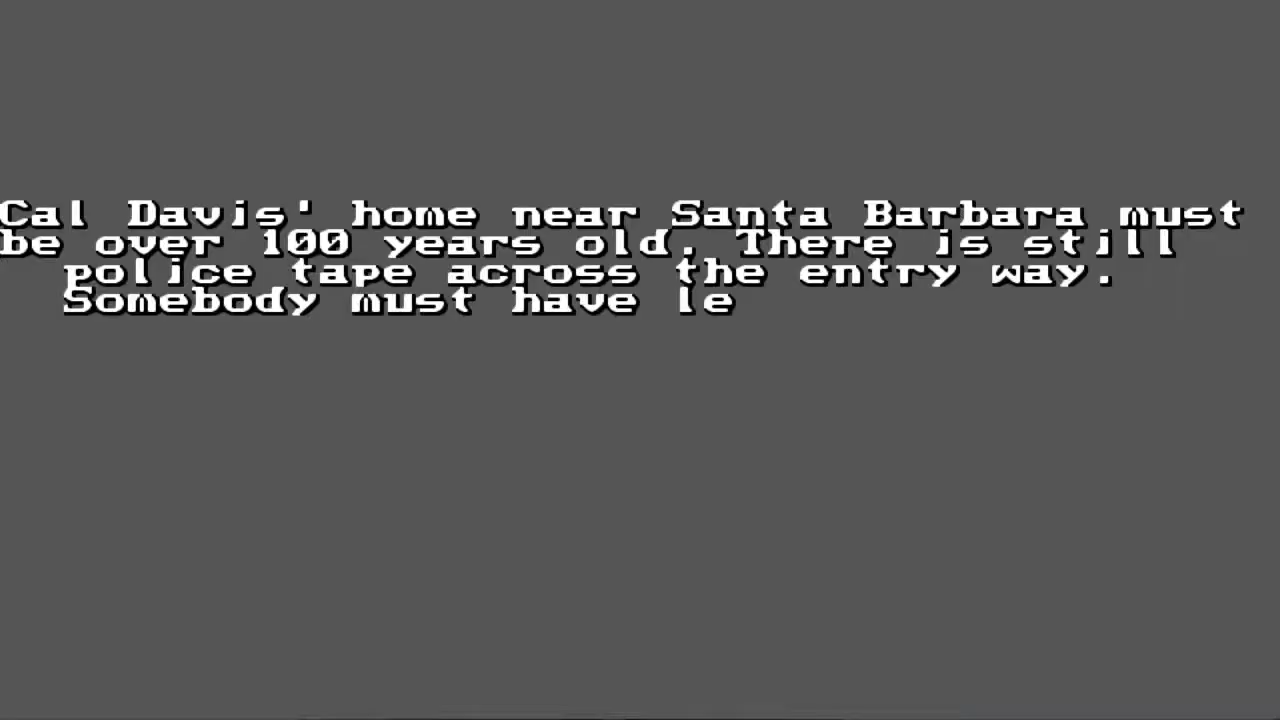 Cal Davis' home near Santa Barbara must
be over 100 years old. There is still
police tape across the entry way.
Somebody must have le